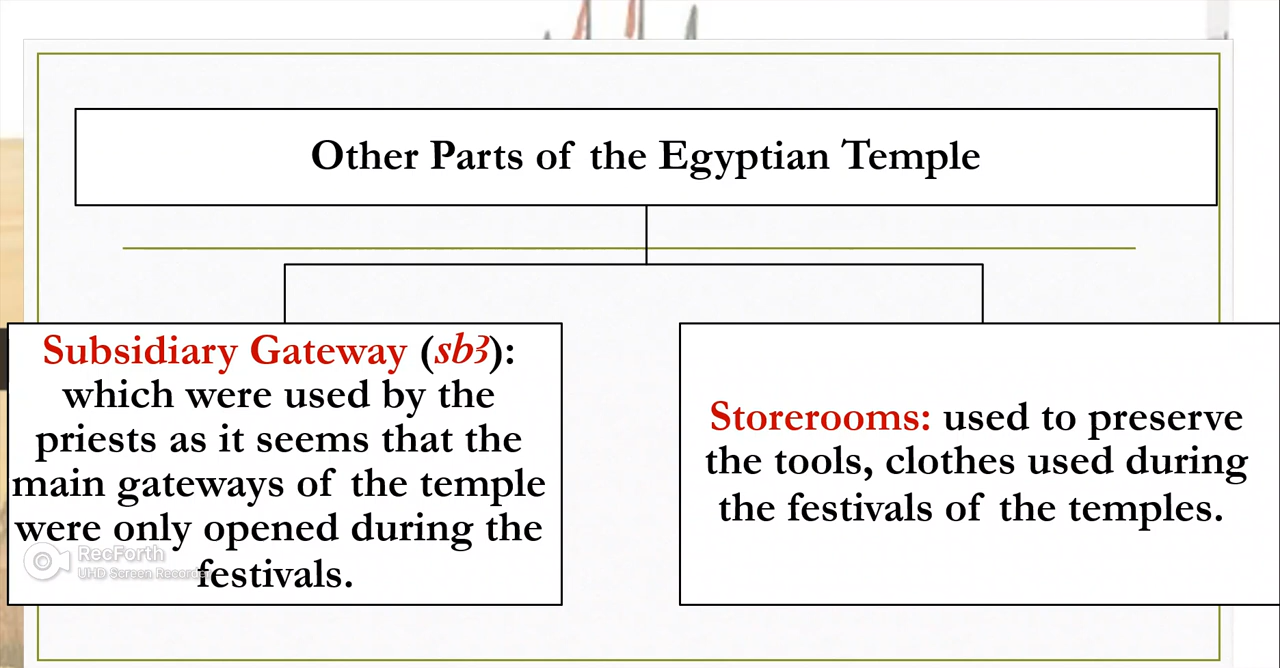 Other Parts of the Egyptian Temple
Subsidiary Gateway (sb3):
which were used by the
priests as it seems that the
main gateways of the temple
were only opened during the
festivals.
Storerooms: used to preserve
the tools, clothes used during
the festivals of the temples.
RecForth
UHD Screen Recorder